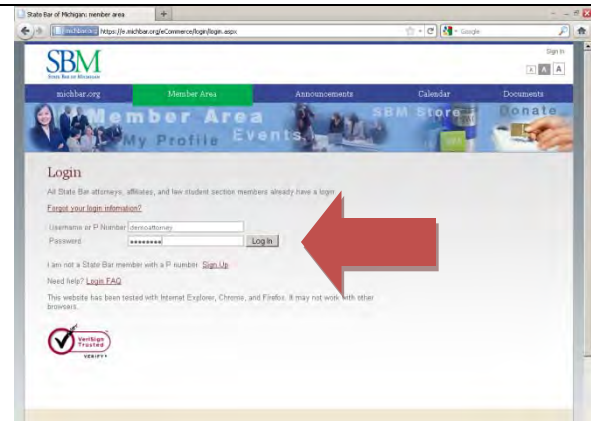 State Bar of Michigan: member area
michbar.org https://e.michbar.org/eCommerce/login/login.aspx
Google
Sign In
SBM
State Bar of Michigan
A A A
michbar.org Member Area Announcements Calendar Documents
Member Area
My Profile Events
SBM Store
Donate
Login
All State Bar attorneys, affiliates, and law student section members already have a login.
Forgot your login information?
Username or P Number demoattorney
Password ●●●●●●●● Log In
I am not a State Bar member with a P number. Sign Up
Need help? Login FAQ
This website has been tested with Internet Explorer, Chrome, and Firefox. It may not work with other
browsers.
VeriSign
Trusted
VERIFY